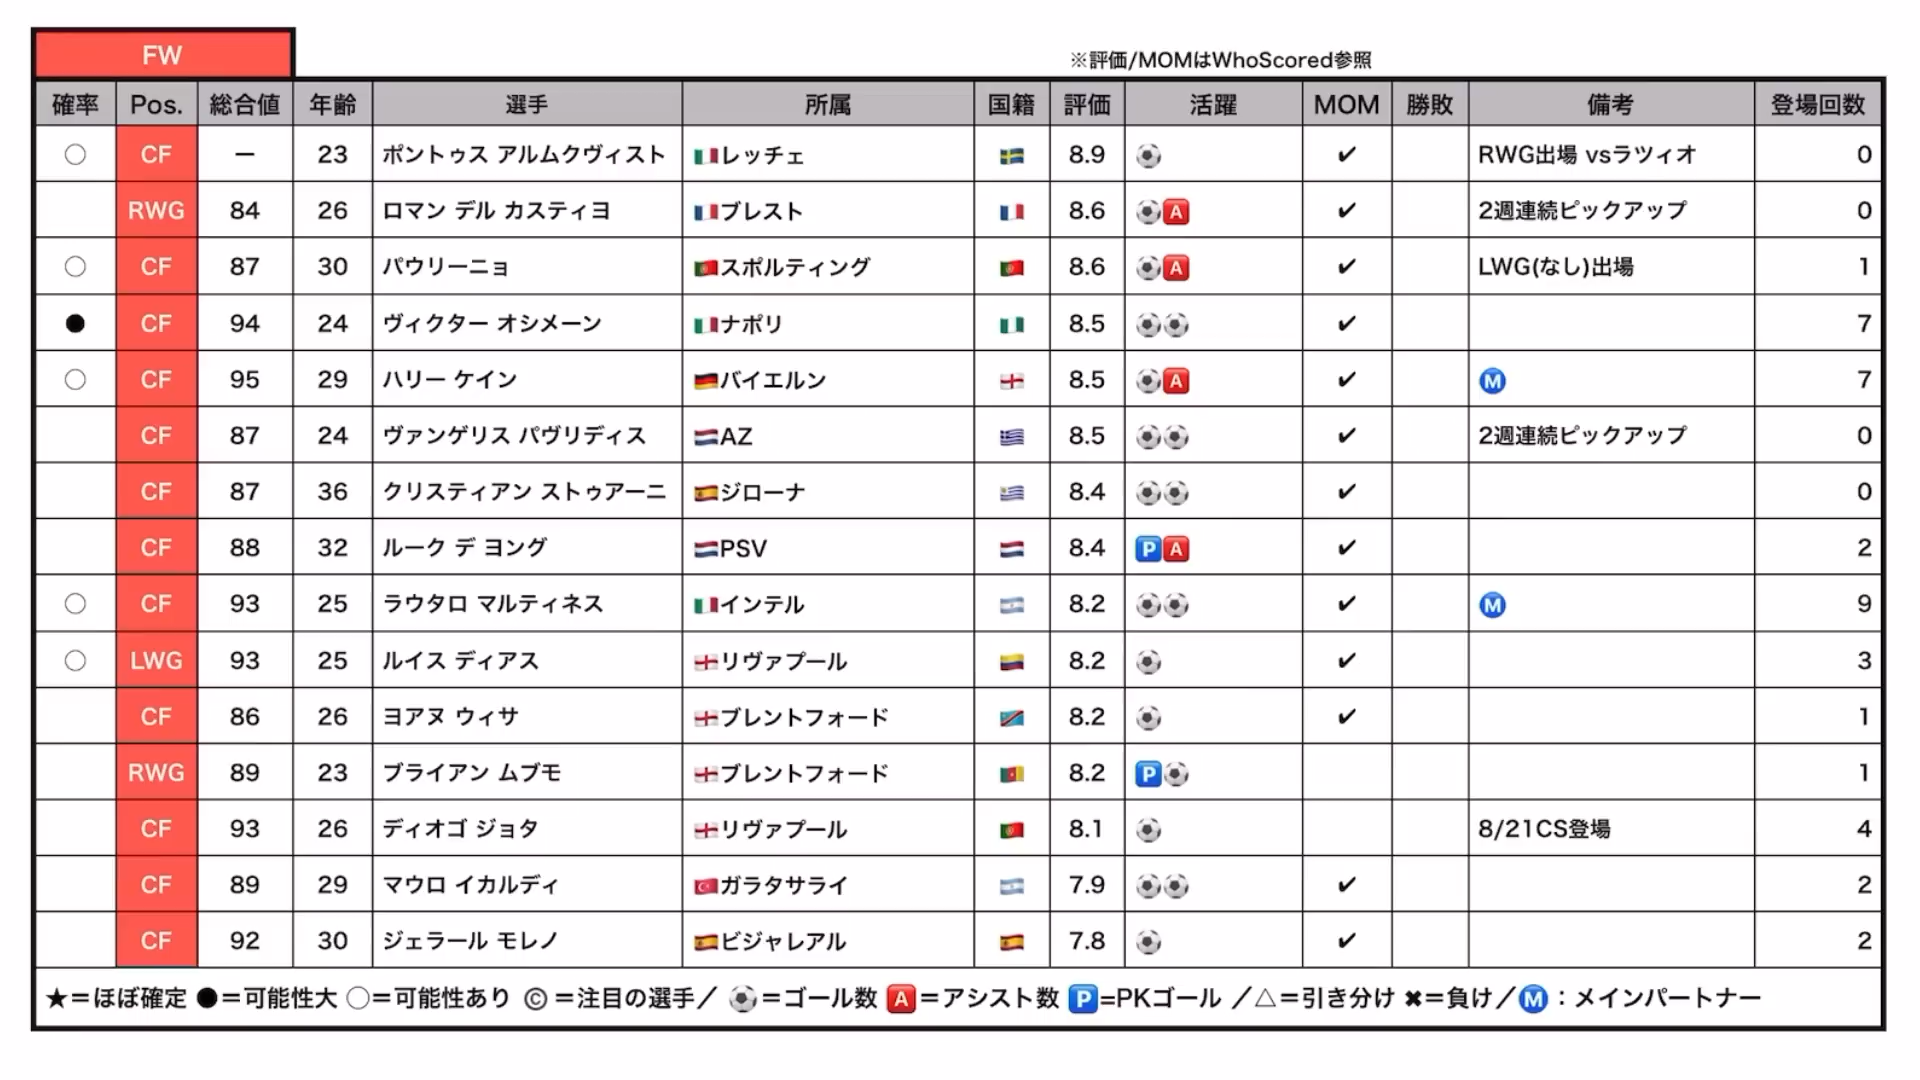 FW
※評価/MOMはWhoScored参照
確率 Pos. 総合値 年齢 選手 所属 国籍 評価 活躍 MOM 勝敗 備考 登場回数
○ CF ー 23 ポントゥス アルムクヴィスト 🇮🇹レッチェ 🇸🇪 8.9 ⚽ ✔ RWG出場 vsラツィオ 0
RWG 84 26 ロマン デル カスティヨ 🇫🇷ブレスト 🇫🇷 8.6 ⚽🅰 ✔ 2週連続ピックアップ 0
○ CF 87 30 パウリーニョ 🇵🇹スポルティング 🇵🇹 8.6 ⚽🅰 ✔ LWG(なし)出場 1
● CF 94 24 ヴィクター オシメーン 🇮🇹ナポリ 🇳🇬 8.5 ⚽⚽ ✔ 7
○ CF 95 29 ハリー ケイン 🇩🇪バイエルン 🏴󠁧󠁢󠁥󠁮󠁧󠁿 8.5 ⚽🅰 ✔ Ⓜ 7
CF 87 24 ヴァンゲリス パヴリディス 🇳🇱AZ 🇬🇷 8.5 ⚽⚽ ✔ 2週連続ピックアップ 0
CF 87 36 クリスティアン ストゥアーニ 🇪🇸ジローナ 🇺🇾 8.4 ⚽⚽ ✔ 0
CF 88 32 ルーク デ ヨング 🇳🇱PSV 🇳🇱 8.4 🅿🅰 ✔ 2
○ CF 93 25 ラウタロ マルティネス 🇮🇹インテル 🇦🇷 8.2 ⚽⚽ ✔ Ⓜ 9
○ LWG 93 25 ルイス ディアス 🏴󠁧󠁢󠁥󠁮󠁧󠁿リヴァプール 🇨🇴 8.2 ⚽ ✔ 3
CF 86 26 ヨアヌ ウィサ 🏴󠁧󠁢󠁥󠁮󠁧󠁿ブレントフォード 🇨🇩 8.2 ⚽ ✔ 1
RWG 89 23 ブライアン ムブモ 🏴󠁧󠁢󠁥󠁮󠁧󠁿ブレントフォード 🇨🇲 8.2 🅿⚽ 1
CF 93 26 ディオゴ ジョタ 🏴󠁧󠁢󠁥󠁮󠁧󠁿リヴァプール 🇵🇹 8.1 ⚽ 8/21CS登場 4
CF 89 29 マウロ イカルディ 🇹🇷ガラタサライ 🇦🇷 7.9 ⚽⚽ ✔ 2
CF 92 30 ジェラール モレノ 🇪🇸ビジャレアル 🇪🇸 7.8 ⚽ ✔ 2
★＝ほぼ確定 ●＝可能性大 ○＝可能性あり ©＝注目の選手／ ⚽＝ゴール数 🅰＝アシスト数 🅿=PKゴール ／△＝引き分け ✖＝負け／Ⓜ：メインパートナー